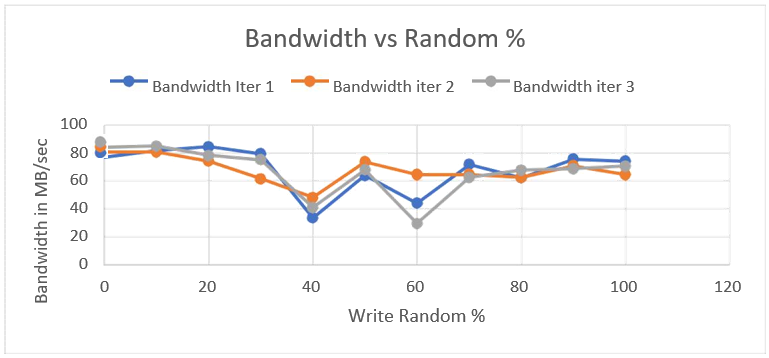 Bandwidth vs Random %
Bandwidth Iter 1 Bandwidth iter 2 Bandwidth iter 3
Bandwidth in MB/sec
100
80
60
40
20
0
0 20 40 60 80 100 120
Write Random %